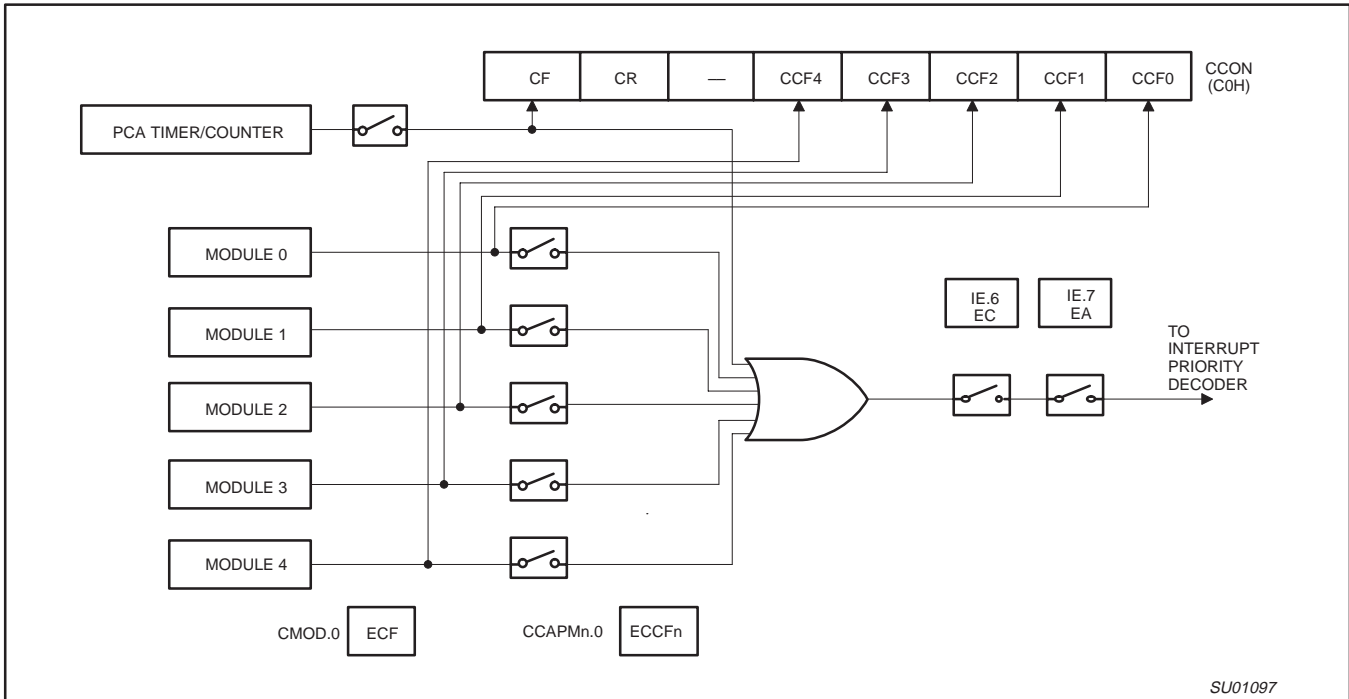 CF CR — CCF4 CCF3 CCF2 CCF1 CCF0
CCON
(C0H)
PCA TIMER/COUNTER
MODULE 0
MODULE 1
IE.6
EC
IE.7
EA
TO
INTERRUPT
PRIORITY
DECODER
MODULE 2
MODULE 3
MODULE 4
CMOD.0 ECF CCAPMn.0 ECCFn
SU01097